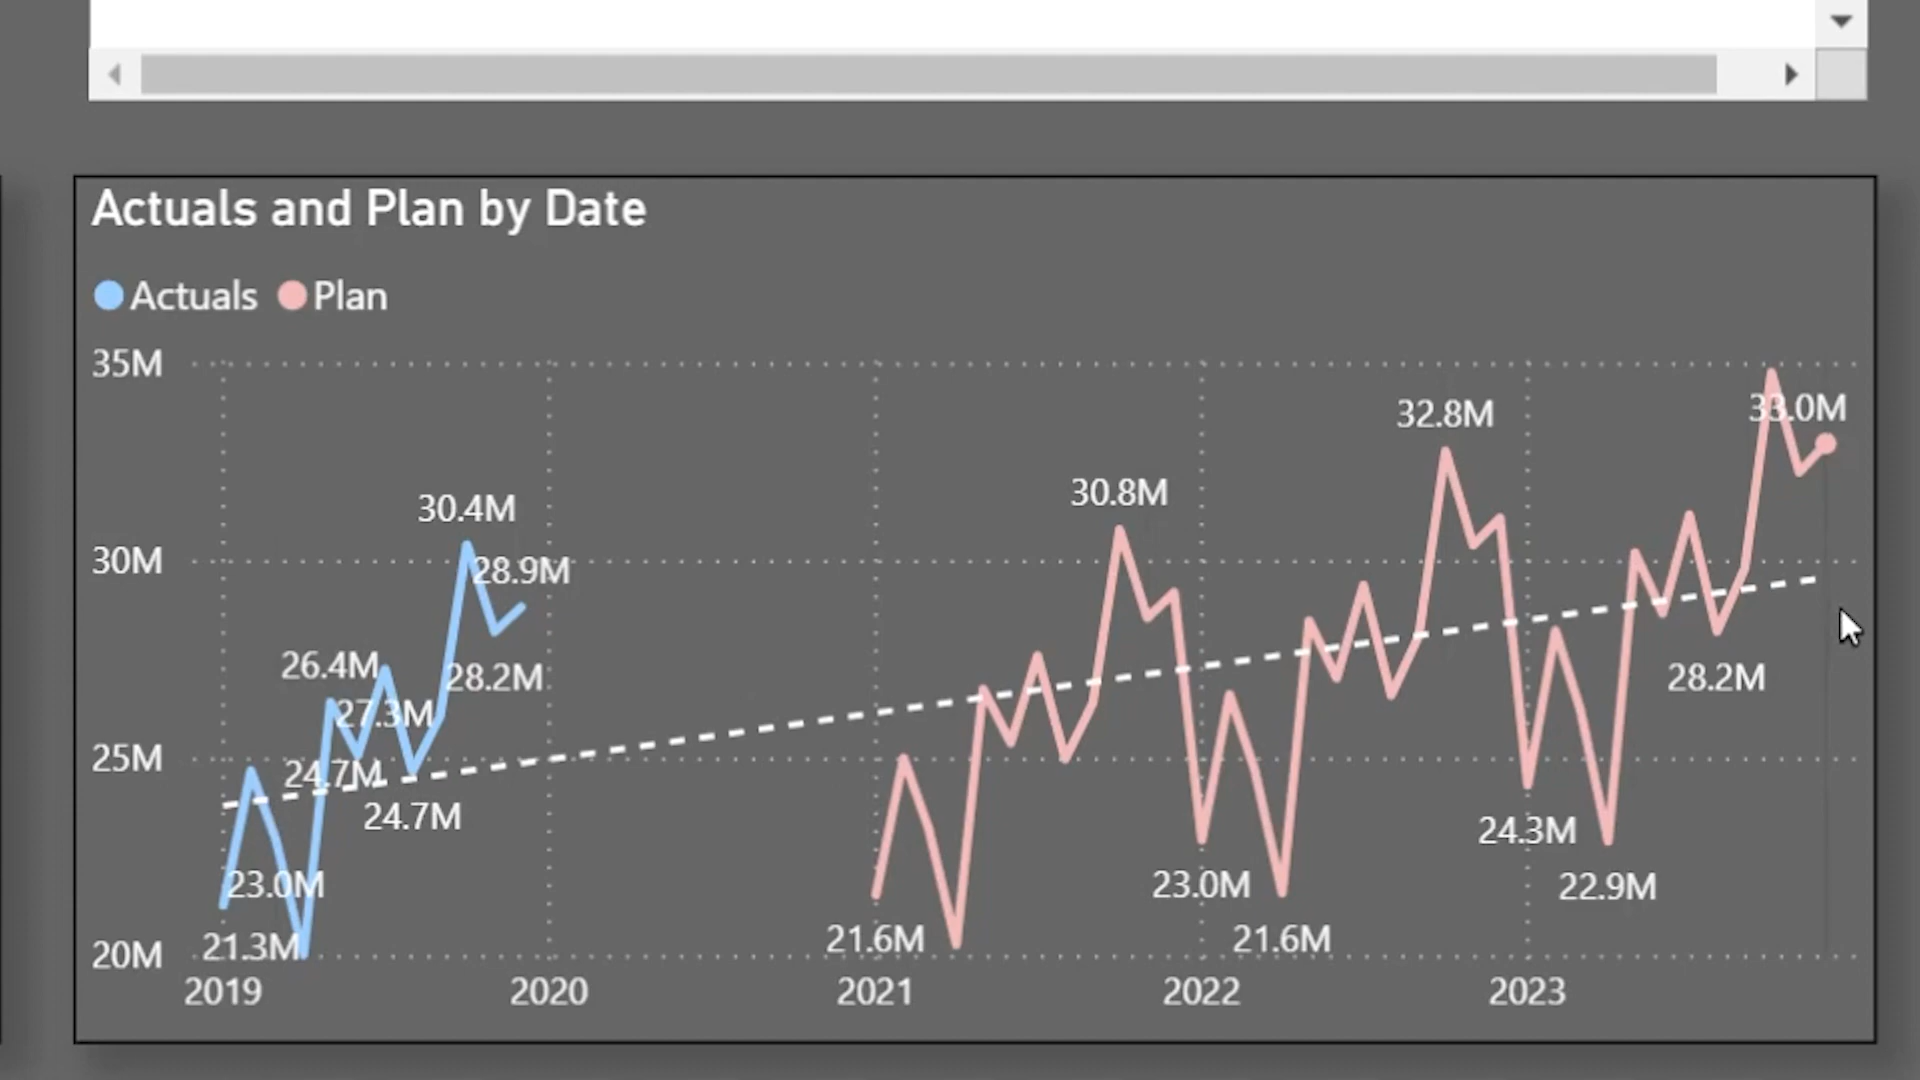 Actuals and Plan by Date
Actuals Plan
35M
33.0M
32.8M
30.8M
30.4M
30M
28.9M
26.4M
28.2M
28.2M
27.3M
25M
24.7M
24.7M
24.3M
23.0M
23.0M
22.9M
21.3M
21.6M
21.6M
20M
2019 2020 2021 2022 2023